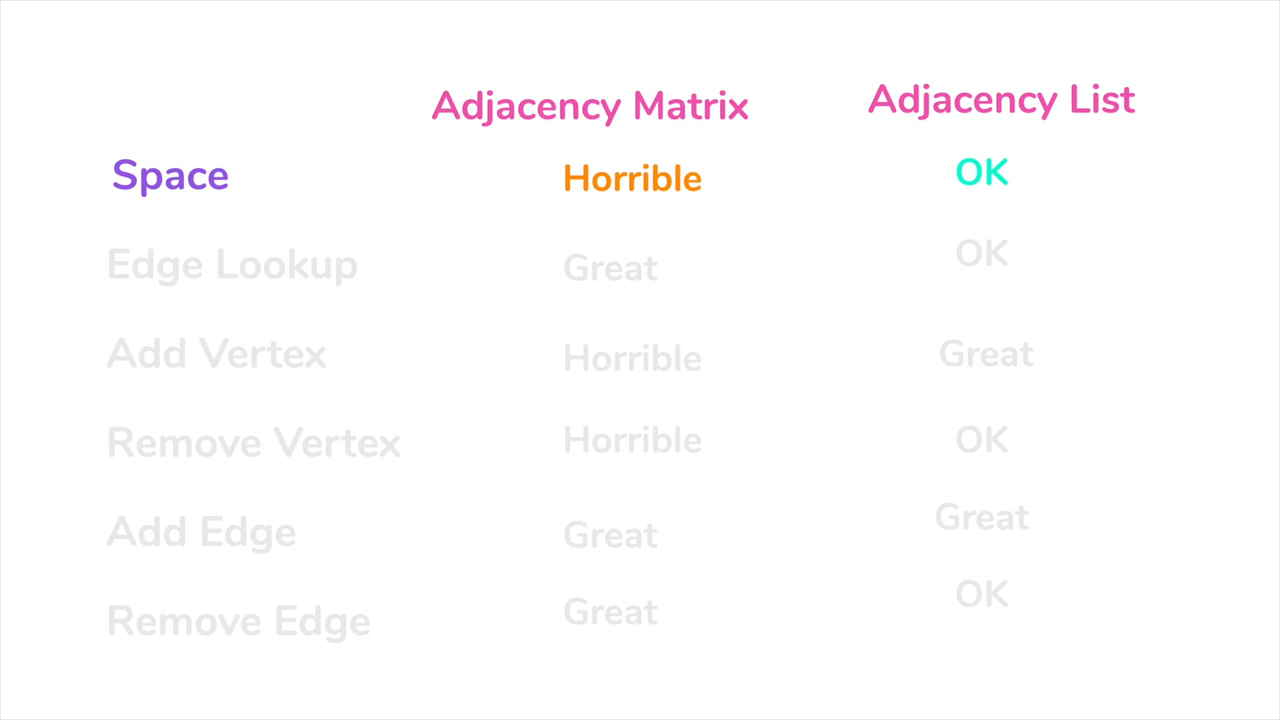 Adjacency Matrix Adjacency List
Space Horrible OK
Edge Lookup Great OK
Add Vertex Horrible Great
Remove Vertex Horrible OK
Add Edge Great Great
Remove Edge Great OK